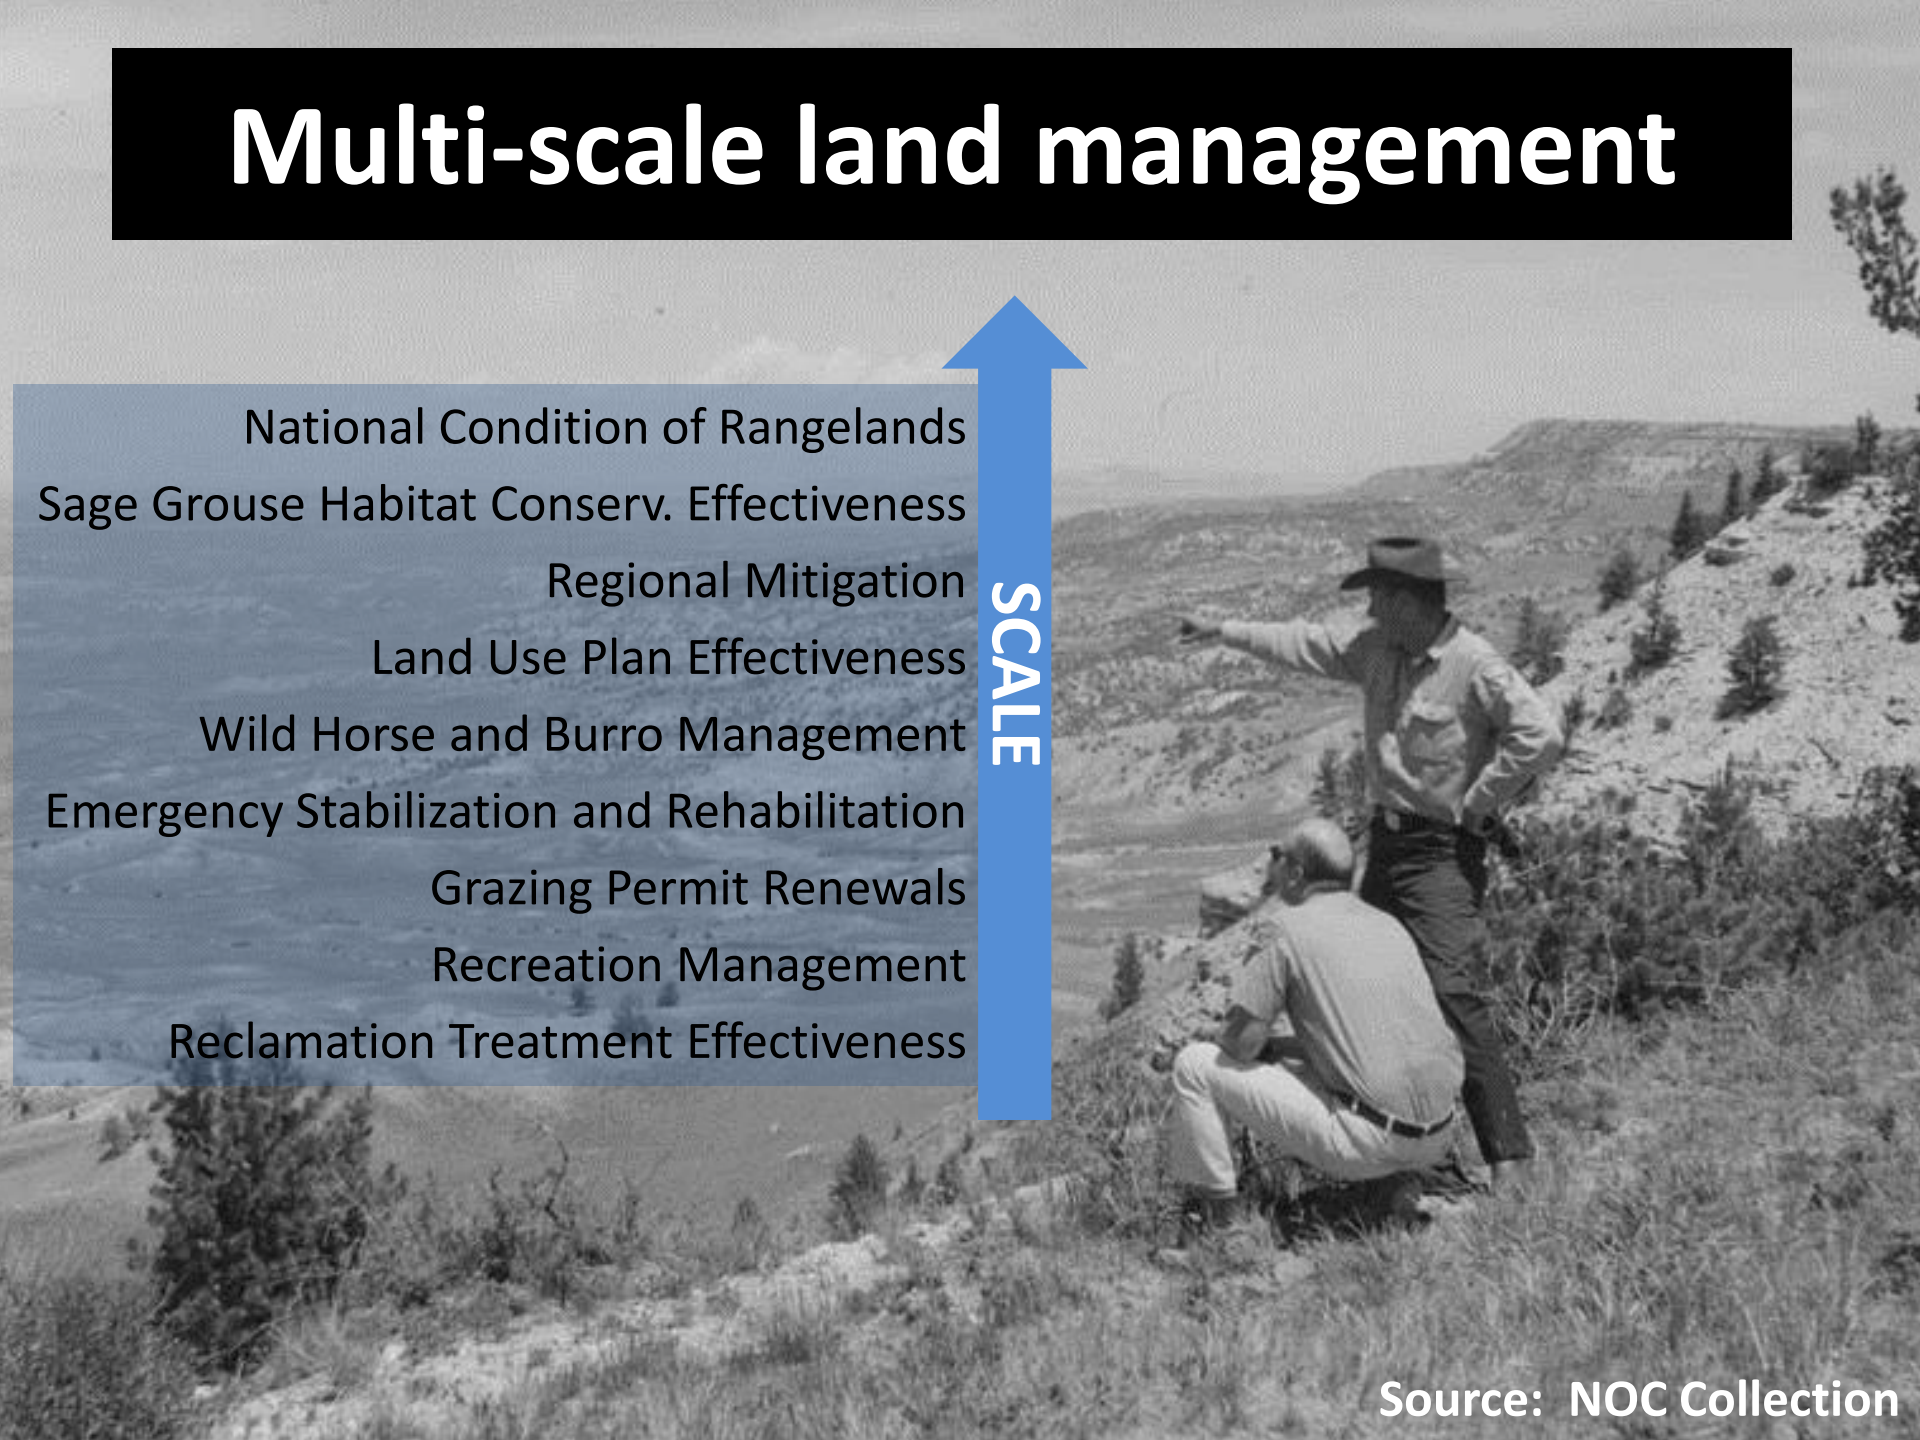 Multi-scale land management
National Condition of Rangelands
Sage Grouse Habitat Conserv. Effectiveness
Regional Mitigation
Land Use Plan Effectiveness
Wild Horse and Burro Management
Emergency Stabilization and Rehabilitation
Grazing Permit Renewals
Recreation Management
Reclamation Treatment Effectiveness
SCALE
Source:  NOC Collection